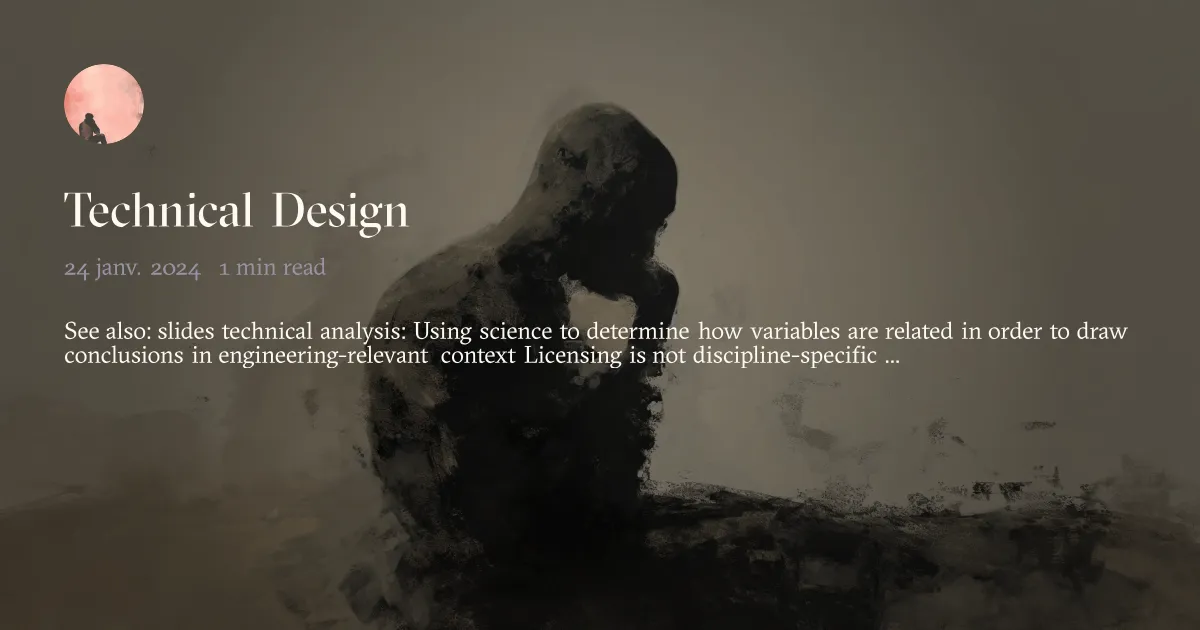 Technical Design
24 janv. 2024 1 min read
See also: slides technical analysis: Using science to determine how variables are related in order to draw
conclusions in engineering-relevant context Licensing is not discipline-specific ...